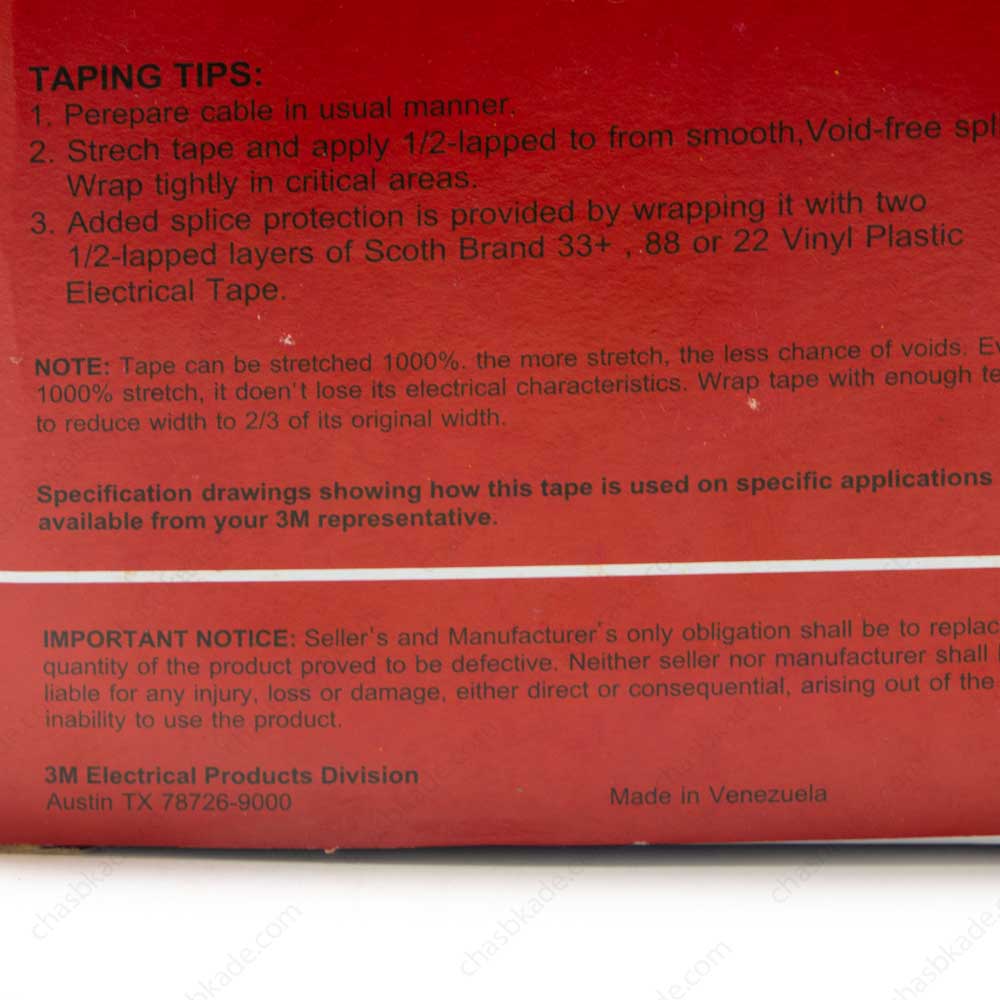 TAPING TIPS:
1. Perepare cable in usual manner.
2. Strech tape and apply 1/2-lapped to from smooth,Void-free
Wrap tightly in critical areas.
3. Added splice protection is provided by wrapping it with two
1/2-lapped layers of Scoth Brand 33+ , .88 or 22 Vinyl Plastic
Electrical Tape.
NOTE: Tape can be stretched 1000%. the more stretch, the less chance of voids.
1000% stretch, it doen't lose its electrical characteristics. Wrap tape with enough
to reduce width to 2/3 of its original width.
Specification drawings showing how this tape is used on specific applications
available from your 3M representative.
IMPORTANT NOTICE: Seller's and Manufacturer's only obligation shall be to
quantity of the product proved to be defective. Neither seller nor manufacturer shall
liable for any injury, loss or damage, either direct or consequential, arising out of the
inability to use the product.
3M Electrical Products Division
Austin TX 78726-9000
Made in Venezuela
chasbkade.com
chasbkade.com